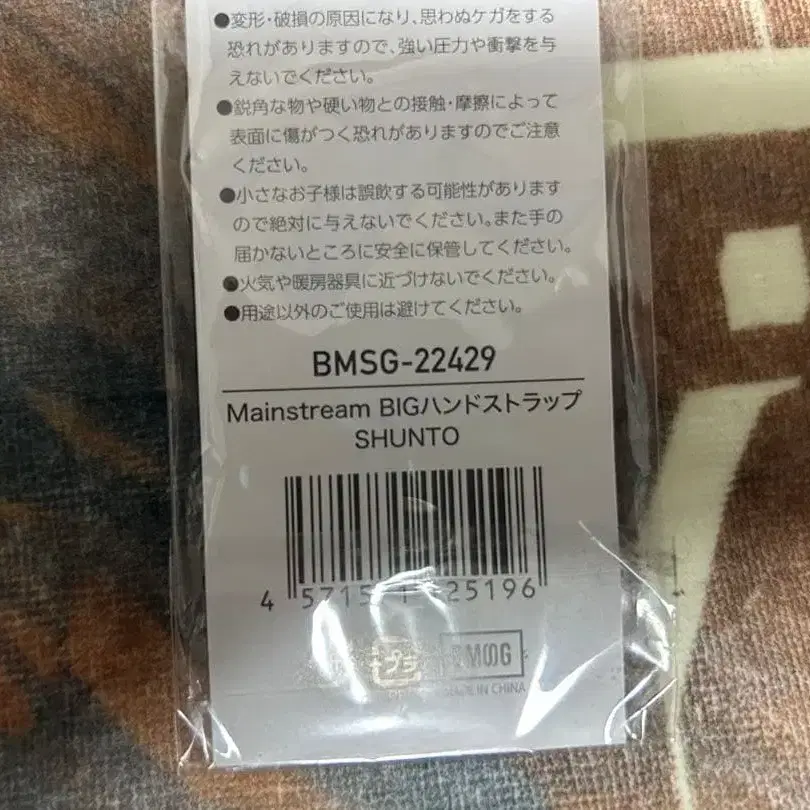 ●変形・破損の原因になり、思わぬケガをする
恐れがありますので、強い圧力や衝撃を与
えないでください。
●鋭角な物や硬い物との接触・摩擦によって
表面に傷がつく恐れがありますのでご注意
ください。
●小さなお子様は誤飲する可能性があります
ので絶対に与えないでください。また手の
届かないところに安全に保管してください。
●火気や暖房器具に近づけないでください。
●用途以外のご使用は避けてください。
BMSG-22429
Mainstream BIGハンドストラップ
SHUNTO
プラ
IN CHINA